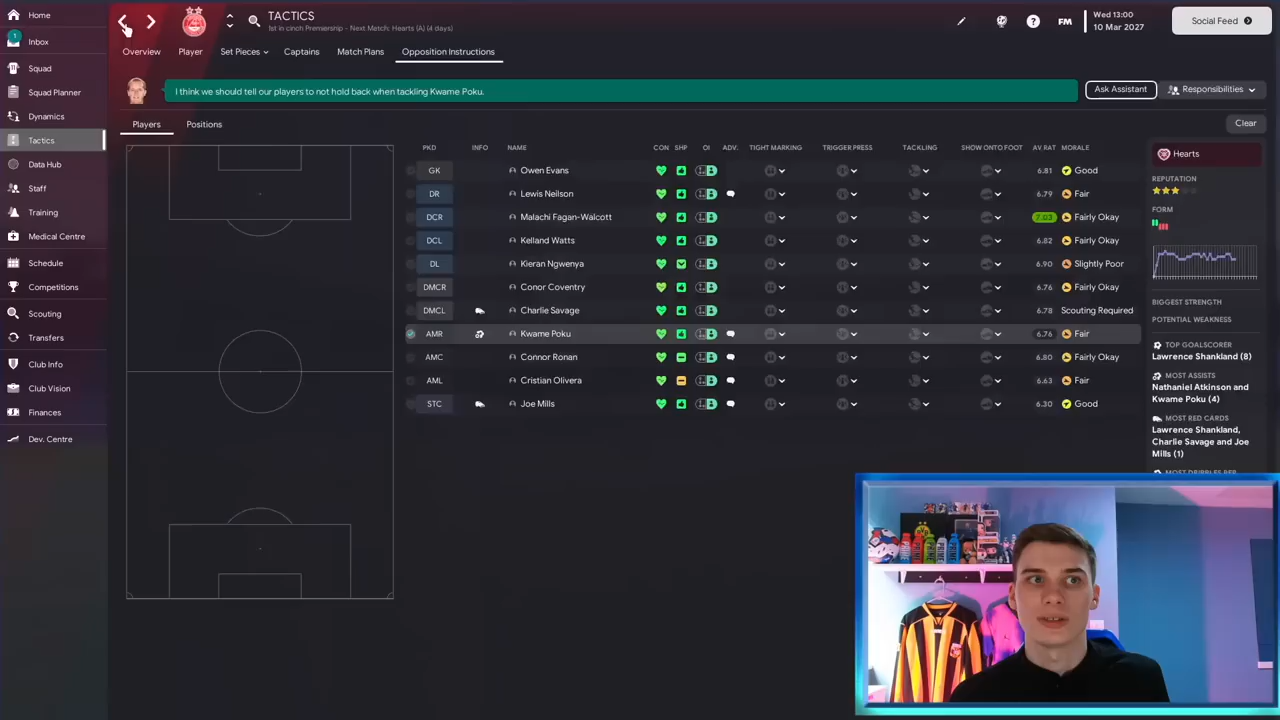 Home
TACTICS
1st in cinch Premiership - Next Match: Hearts (A) (4 days)
FM
Wed 13:00
10 Mar 2027
Social Feed
1
Inbox
Overview
Player
Set Pieces
Captains
Match Plans
Opposition Instructions
Squad
Squad Planner
Dynamics
Tactics
Data Hub
Staff
Training
Medical Centre
Schedule
Competitions
Scouting
Transfers
Club Info
Club Vision
Finances
Dev. Centre
I think we should tell our players to not hold back when tackling Kwame Poku.
Ask Assistant
Responsibilities
Players
Positions
Clear
PKD INFO NAME CON SHP OI ADV. TIGHT MARKING TRIGGER PRESS TACKLING SHOW ONTO FOOT AV RAT MORALE
GK Owen Evans 6.81 Good
DR Lewis Neilson 6.79 Fair
DCR Malachi Fagan-Walcott 7.03 Fairly Okay
DCL Kelland Watts 6.82 Fairly Okay
DL Kieran Ngwenya 6.90 Slightly Poor
DMCR Conor Coventry 6.76 Fairly Okay
DMCL Charlie Savage 6.78 Scouting Required
AMR Kwame Poku 6.76 Fair
AMC Connor Ronan 6.80 Fairly Okay
AML Cristian Olivera 6.63 Fair
STC Joe Mills 6.30 Good
Hearts
REPUTATION
FORM
BIGGEST STRENGTH
POTENTIAL WEAKNESS
TOP GOALSCORER
Lawrence Shankland (8)
MOST ASSISTS
Nathaniel Atkinson and
Kwame Poku (4)
MOST RED CARDS
Lawrence Shankland,
Charlie Savage and Joe
Mills (1)
MOST DRIBBLES PER